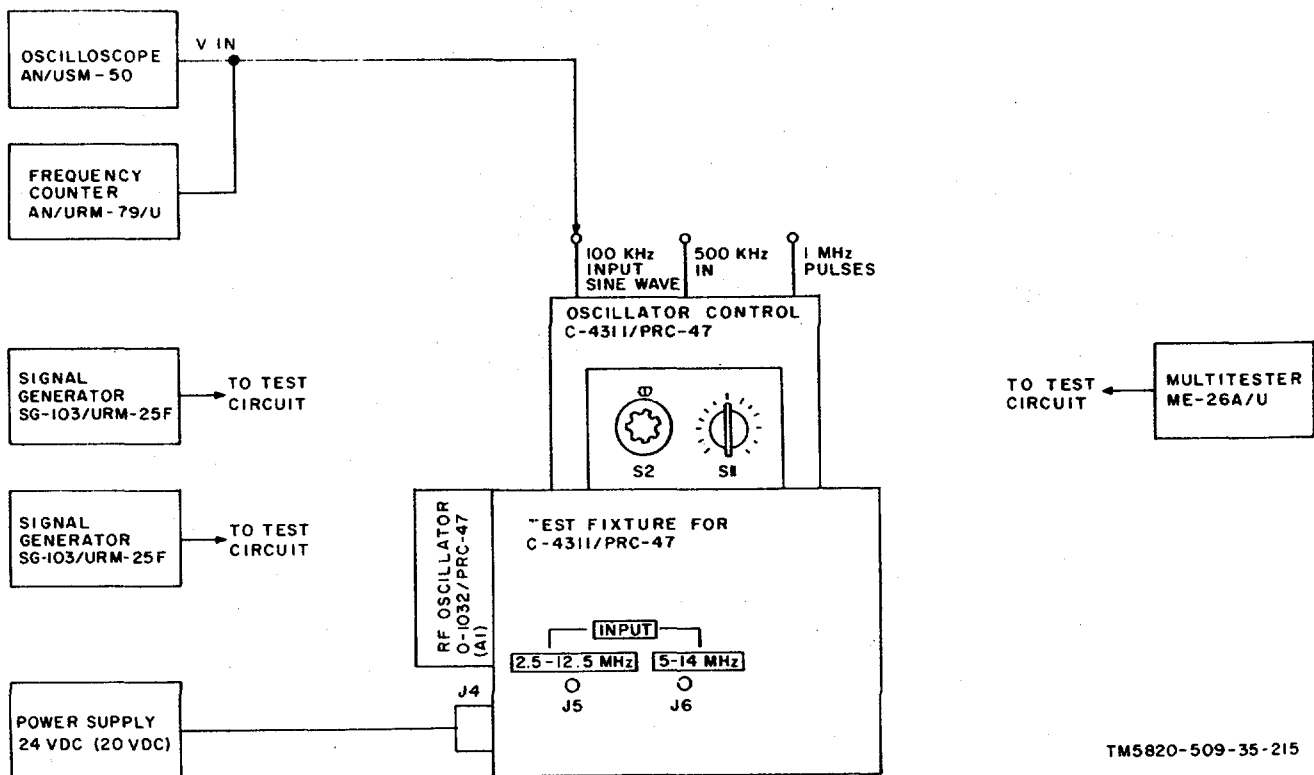 OSCILLOSCOPE
AN/USM-50
V IN
FREQUENCY
COUNTER
AN/URM-79/U
100 KHz
INPUT
SINE WAVE
500 KHz
IN
1 MHz
PULSES
OSCILLATOR CONTROL
C-4311/PRC-47
SIGNAL
GENERATOR
SG-103/URM-25F
TO TEST
CIRCUIT
S2
S11
TO TEST
CIRCUIT
MULTITESTER
ME-26A/U
SIGNAL
GENERATOR
SG-103/URM-25F
TO TEST
CIRCUIT
RF OSCILLATOR
O-1032/PRC-47
(A1)
TEST FIXTURE FOR
C-4311/PRC-47
INPUT
2.5-12.5 MHz
5-14 MHz
J5
J6
J4
POWER SUPPLY
24 VDC (20 VDC)
TM5820-509-35-215